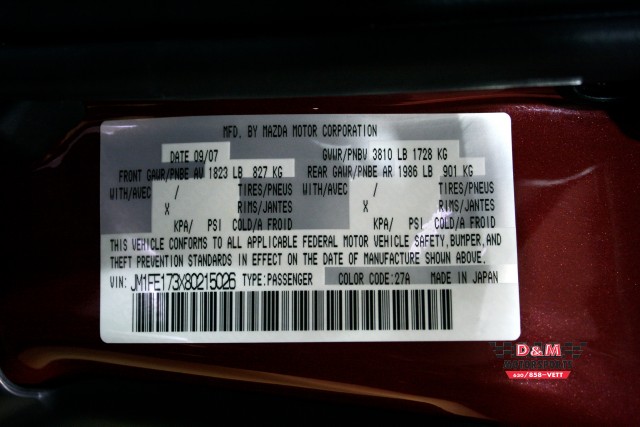 MFD. BY MAZDA MOTOR CORPORATION
DATE 09/07 GVWR/PNBV 3810 LB 1728 KG
FRONT GAWR/PNBE AV 1823 LB 827 KG REAR GAWR/PNBE AR 1986 LB 901 KG
WITH/AVEC / TIRES/PNEUS WITH/AVEC / TIRES/PNEUS
X RIMS/JANTES X RIMS/JANTES
KPA/ PSI COLD/A FROID KPA/ PSI COLD/A FROID
THIS VEHICLE CONFORMS TO ALL APPLICABLE FEDERAL MOTOR VEHICLE SAFETY,BUMPER,AND
THEFT PREVENTION STANDARDS IN EFFECT ON THE DATE OF MANUFACTURE SHOWN ABOVE.
VIN: JM1FE173X80215026 TYPE:PASSENGER COLOR CODE:27A MADE IN JAPAN
D&M
MOTORSPORTS
630/858-VETT